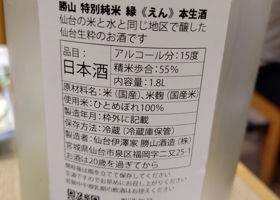 勝山 特別純米 縁《えん》本生酒
仙台の米と水と同じ地区で醸した
仙台生粋のお酒です
日本酒
アルコール分：15度
精米歩合：55％
内容量：1.8L
原材料名：米（国産）、米麹（国産米）
使用米：ひとめぼれ100％
製造年月：枠外に記載
保存方法：冷蔵（冷蔵庫保管）
製造者：仙台伊澤家 勝山酒造（株）
宮城県仙台市泉区福岡字二又25-1
お酒は20歳を過ぎてから